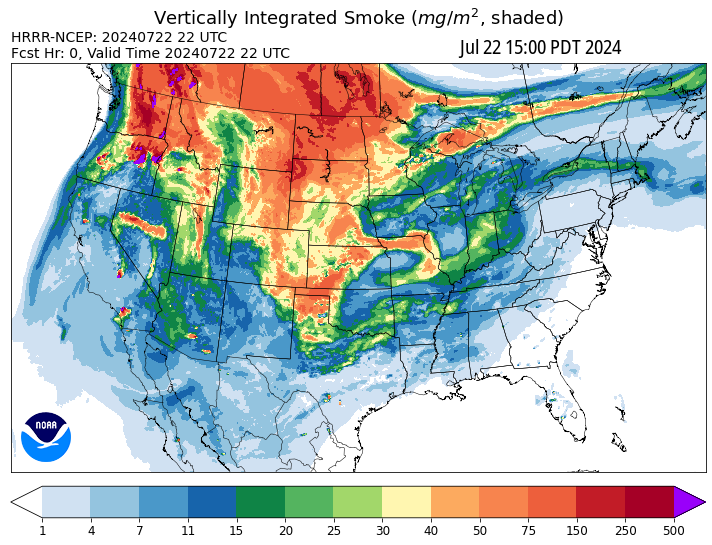 Vertically Integrated Smoke (mg/m², shaded)
HRRR-NCEP: 20240722 22 UTC
Fcst Hr: 0, Valid Time 20240722 22 UTC
Jul 22 15:00 PDT 2024
NOAA
1 4 7 11 15 20 25 30 40 50 75 150 250 500